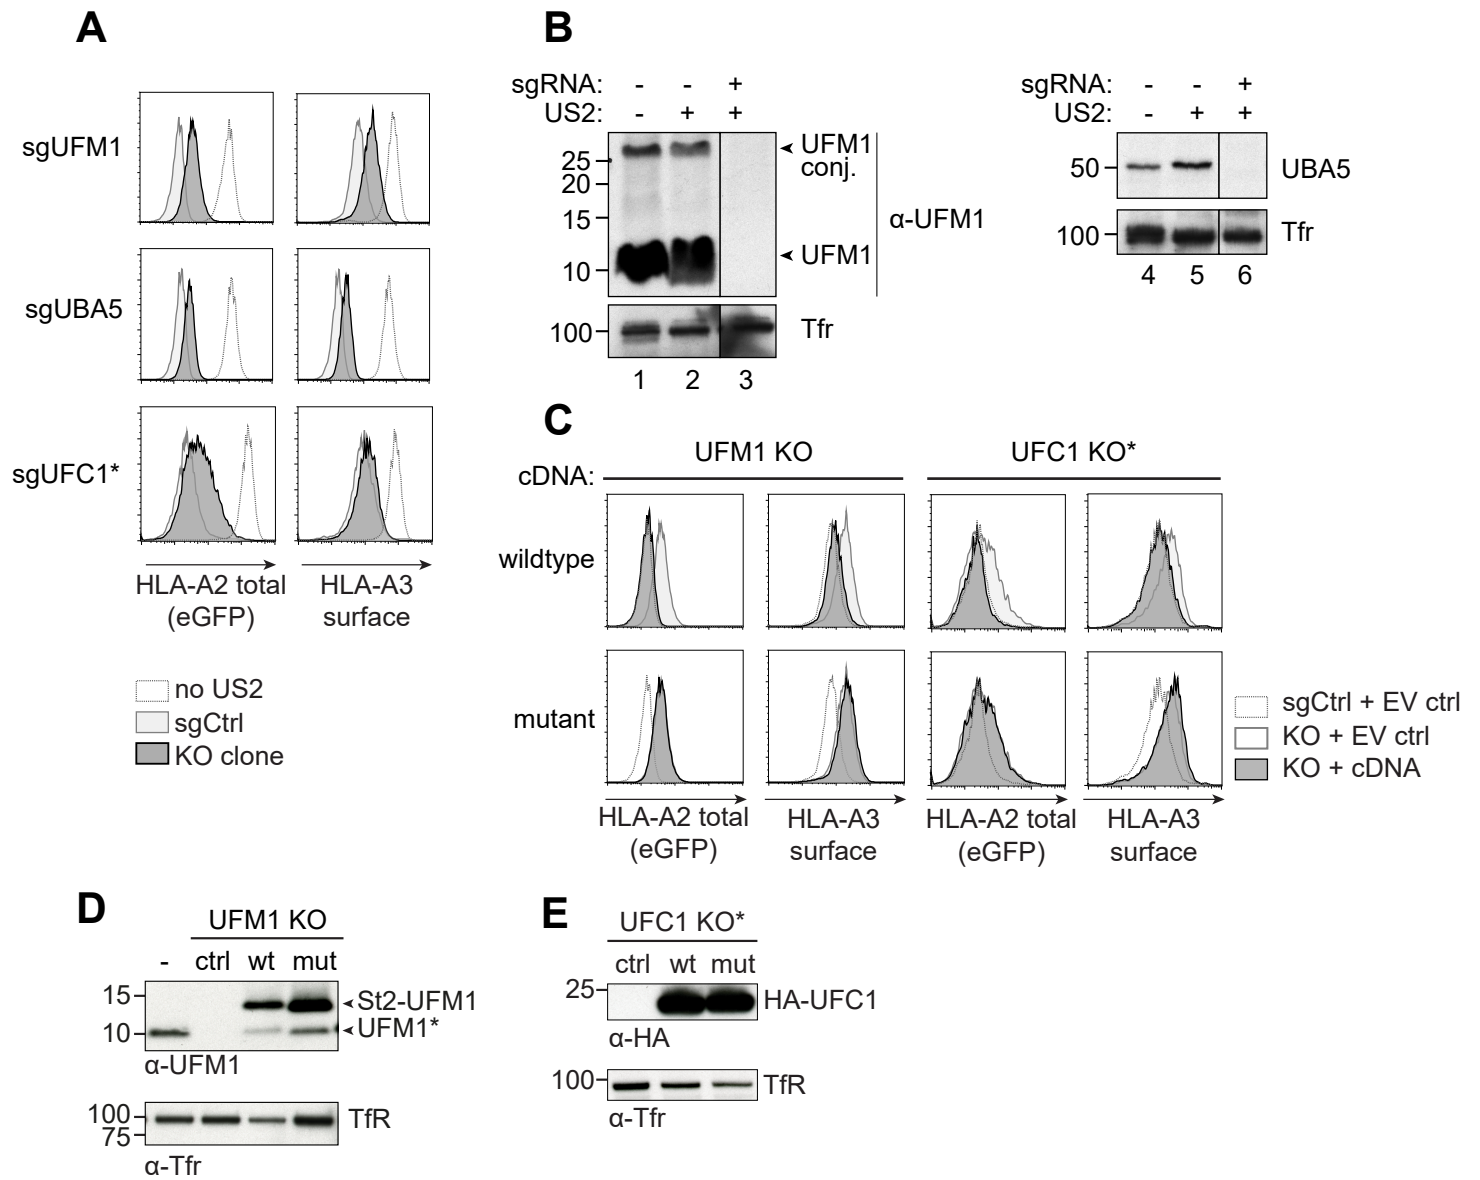 A
sgUFM1
sgUBA5
sgUFC1*
HLA-A2 total
(eGFP)
HLA-A3
surface
no US2
sgCtrl
KO clone
B
sgRNA: - - +
US2: - + +
25
20
15
10
UFM1
conj.
UFM1
α-UFM1
100
Tfr
1 2 3
sgRNA: - - +
US2: - + +
50
UBA5
100
Tfr
4 5 6
C
UFM1 KO
UFC1 KO*
cDNA:
wildtype
mutant
HLA-A2 total
(eGFP)
HLA-A3
surface
HLA-A2 total
(eGFP)
HLA-A3
surface
sgCtrl + EV ctrl
KO + EV ctrl
KO + cDNA
D
UFM1 KO
- ctrl wt mut
15
10
St2-UFM1
UFM1*
α-UFM1
100
75
TfR
α-Tfr
E
UFC1 KO*
ctrl wt mut
25
HA-UFC1
α-HA
100
TfR
α-Tfr